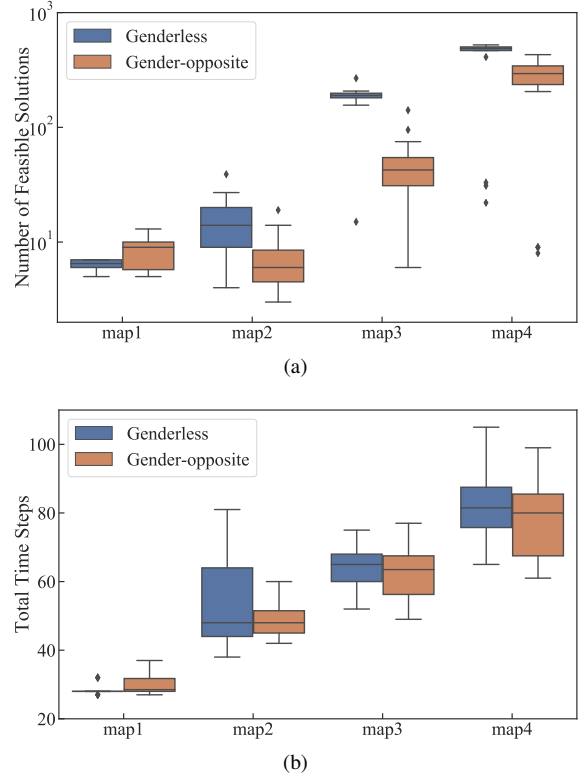 10³
Genderless
Gender-opposite
10²
10¹
Number of Feasible Solutions
map1 map2 map3 map4
(a)
100
Genderless
Gender-opposite
80
60
40
20
Total Time Steps
map1 map2 map3 map4
(b)